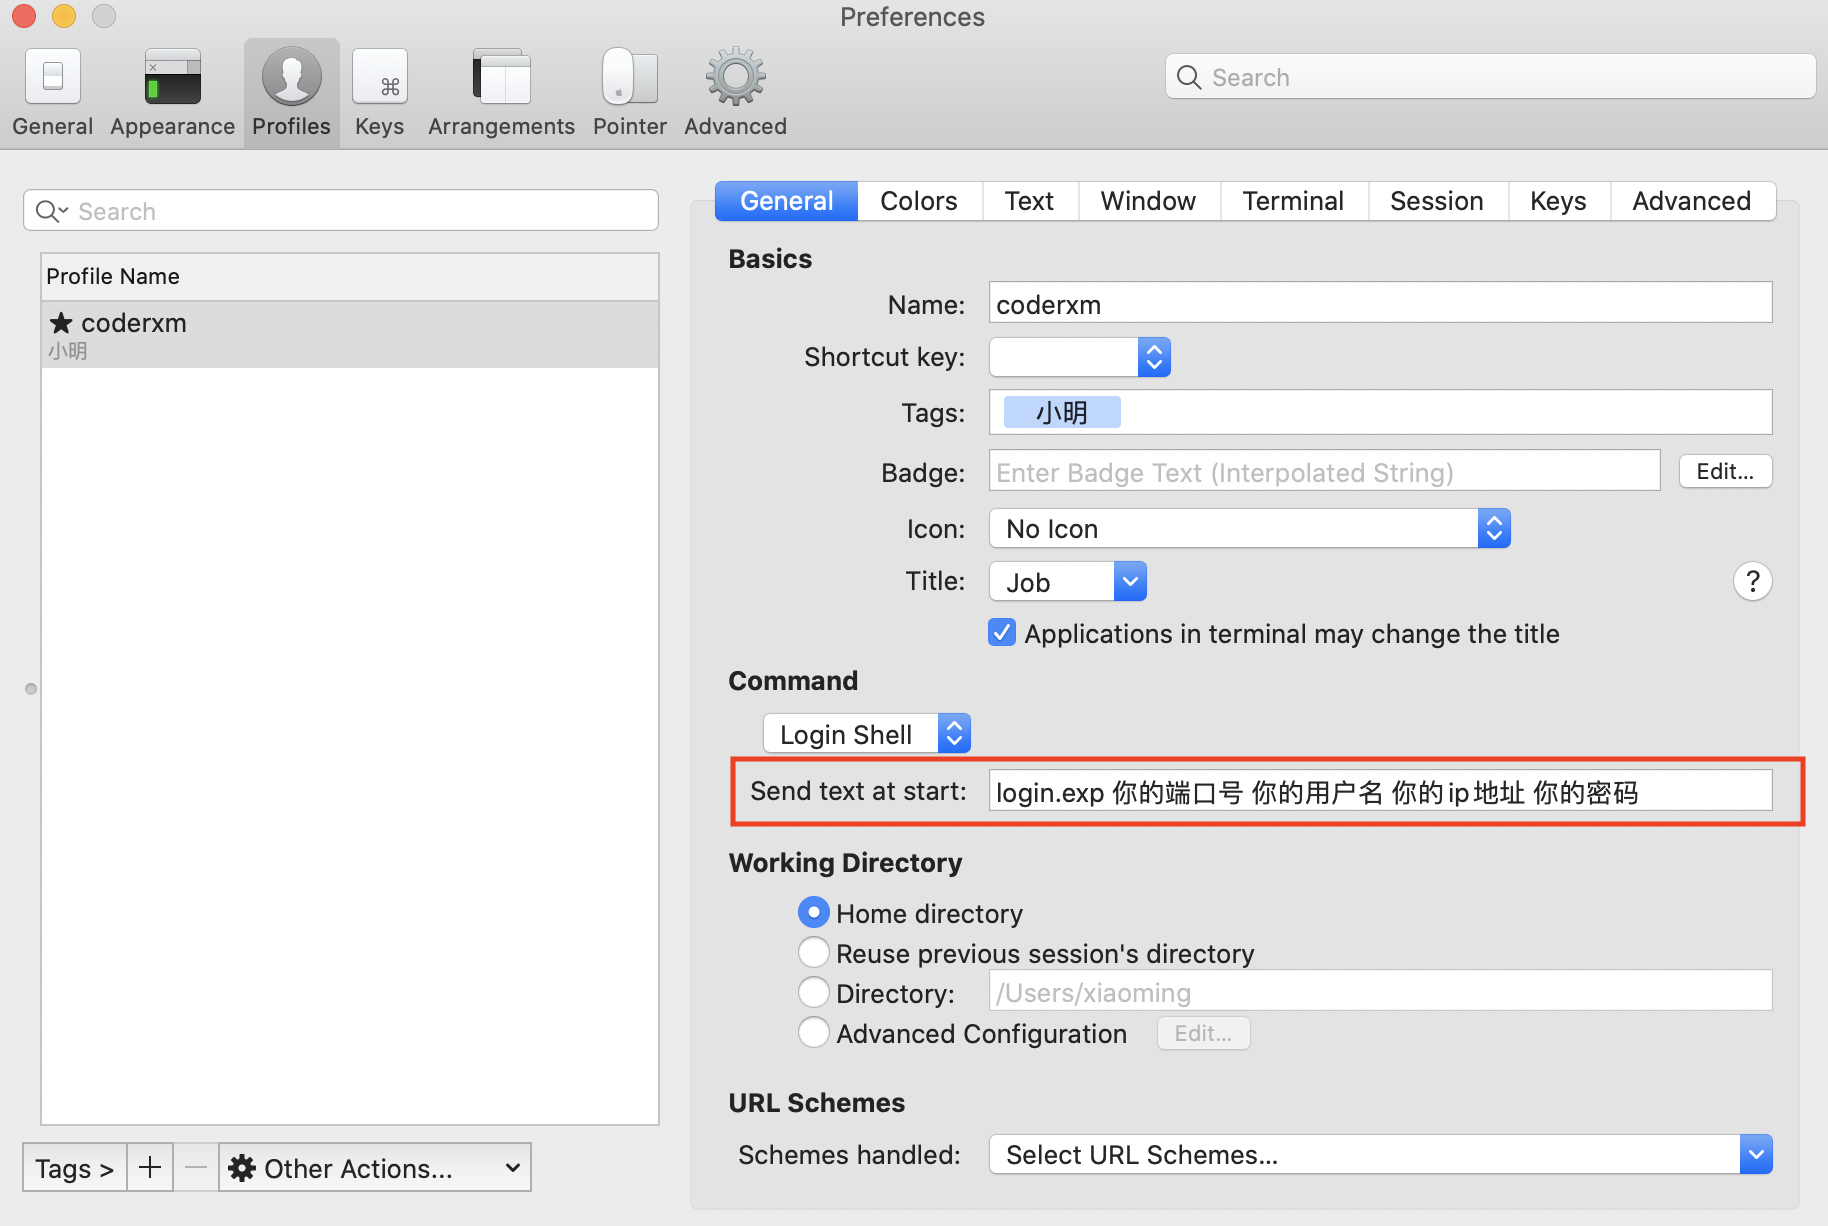 Preferences
General Appearance Profiles Keys Arrangements Pointer Advanced
Search
Search
Profile Name
★ coderxm
小明
Tags >
+
—
Other Actions...
General Colors Text Window Terminal Session Keys Advanced
Basics
Name: coderxm
Shortcut key:
Tags: 小明
Badge: Enter Badge Text (Interpolated String) Edit...
Icon: No Icon
Title: Job
?
Applications in terminal may change the title
Command
Login Shell
Send text at start: login.exp 你的端口号 你的用户名 你的ip地址 你的密码
Working Directory
Home directory
Reuse previous session's directory
Directory: /Users/xiaoming
Advanced Configuration Edit...
URL Schemes
Schemes handled: Select URL Schemes...